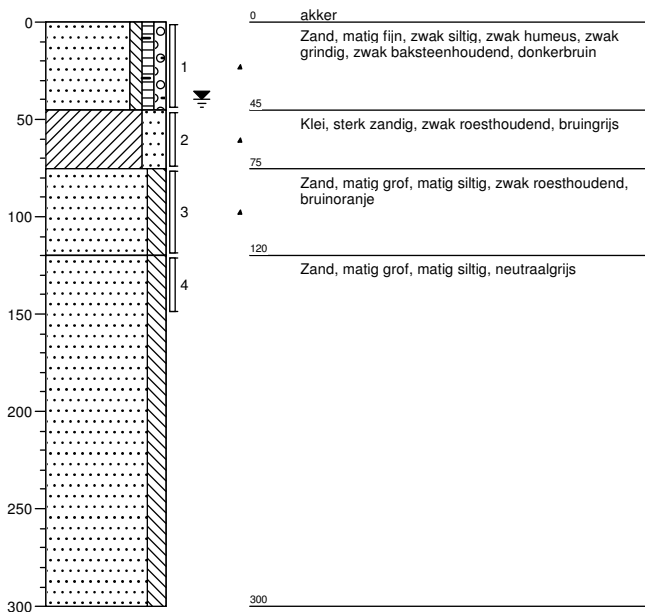 0
50
100
150
200
250
300
1
2
3
4
0 akker
Zand, matig fijn, zwak siltig, zwak humeus, zwak
grindig, zwak baksteenhoudend, donkerbruin
45
Klei, sterk zandig, zwak roesthoudend, bruingrijs
75
Zand, matig grof, matig siltig, zwak roesthoudend,
bruinoranje
120
Zand, matig grof, matig siltig, neutraalgrijs
300